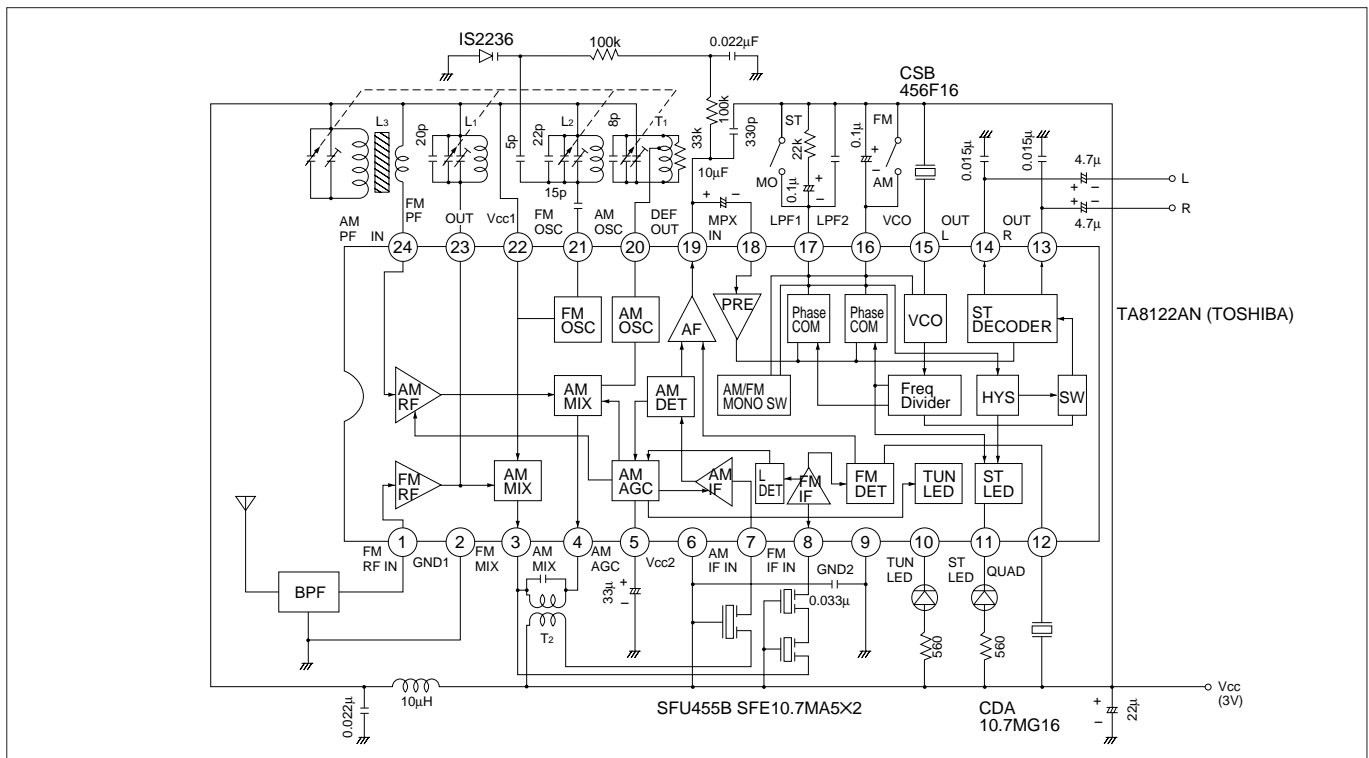 IS2236
100k
0.022µF
CSB
456F16
L3
20p
L1
5p
22p
L2
8p
T1
33k
100k
330p
ST
22k
0.1µ
FM
0.015µ
0.015µ
10µF
MO
0.1µ
AM
4.7µ
L
R
4.7µ
15p
AM
PF
FM
PF
IN
OUT
Vcc1
FM
OSC
AM
OSC
DEF
OUT
MPX
IN
LPF1
LPF2
VCO
OUT
L
OUT
R
24
23
22
21
20
19
18
17
16
15
14
13
FM
OSC
AM
OSC
AF
PRE
Phase
COM
Phase
COM
VCO
ST
DECODER
TA8122AN (TOSHIBA)
AM
RF
AM
MIX
AM
DET
AM/FM
MONO SW
Freq
Divider
HYS
SW
FM
RF
AM
MIX
AM
AGC
AM
IF
L
DET
FM
IF
FM
DET
TUN
LED
ST
LED
1
2
3
4
5
6
7
8
9
10
11
12
FM
RF IN
GND1
FM
MIX
AM
MIX
AM
AGC
Vcc2
AM
IF IN
FM
IF IN
GND2
TUN
LED
ST
LED
QUAD
BPF
T2
33µ
0.033µ
560
560
10µH
0.022µ
SFU455B SFE10.7MA5×2
CDA
10.7MG16
22µ
Vcc
(3V)